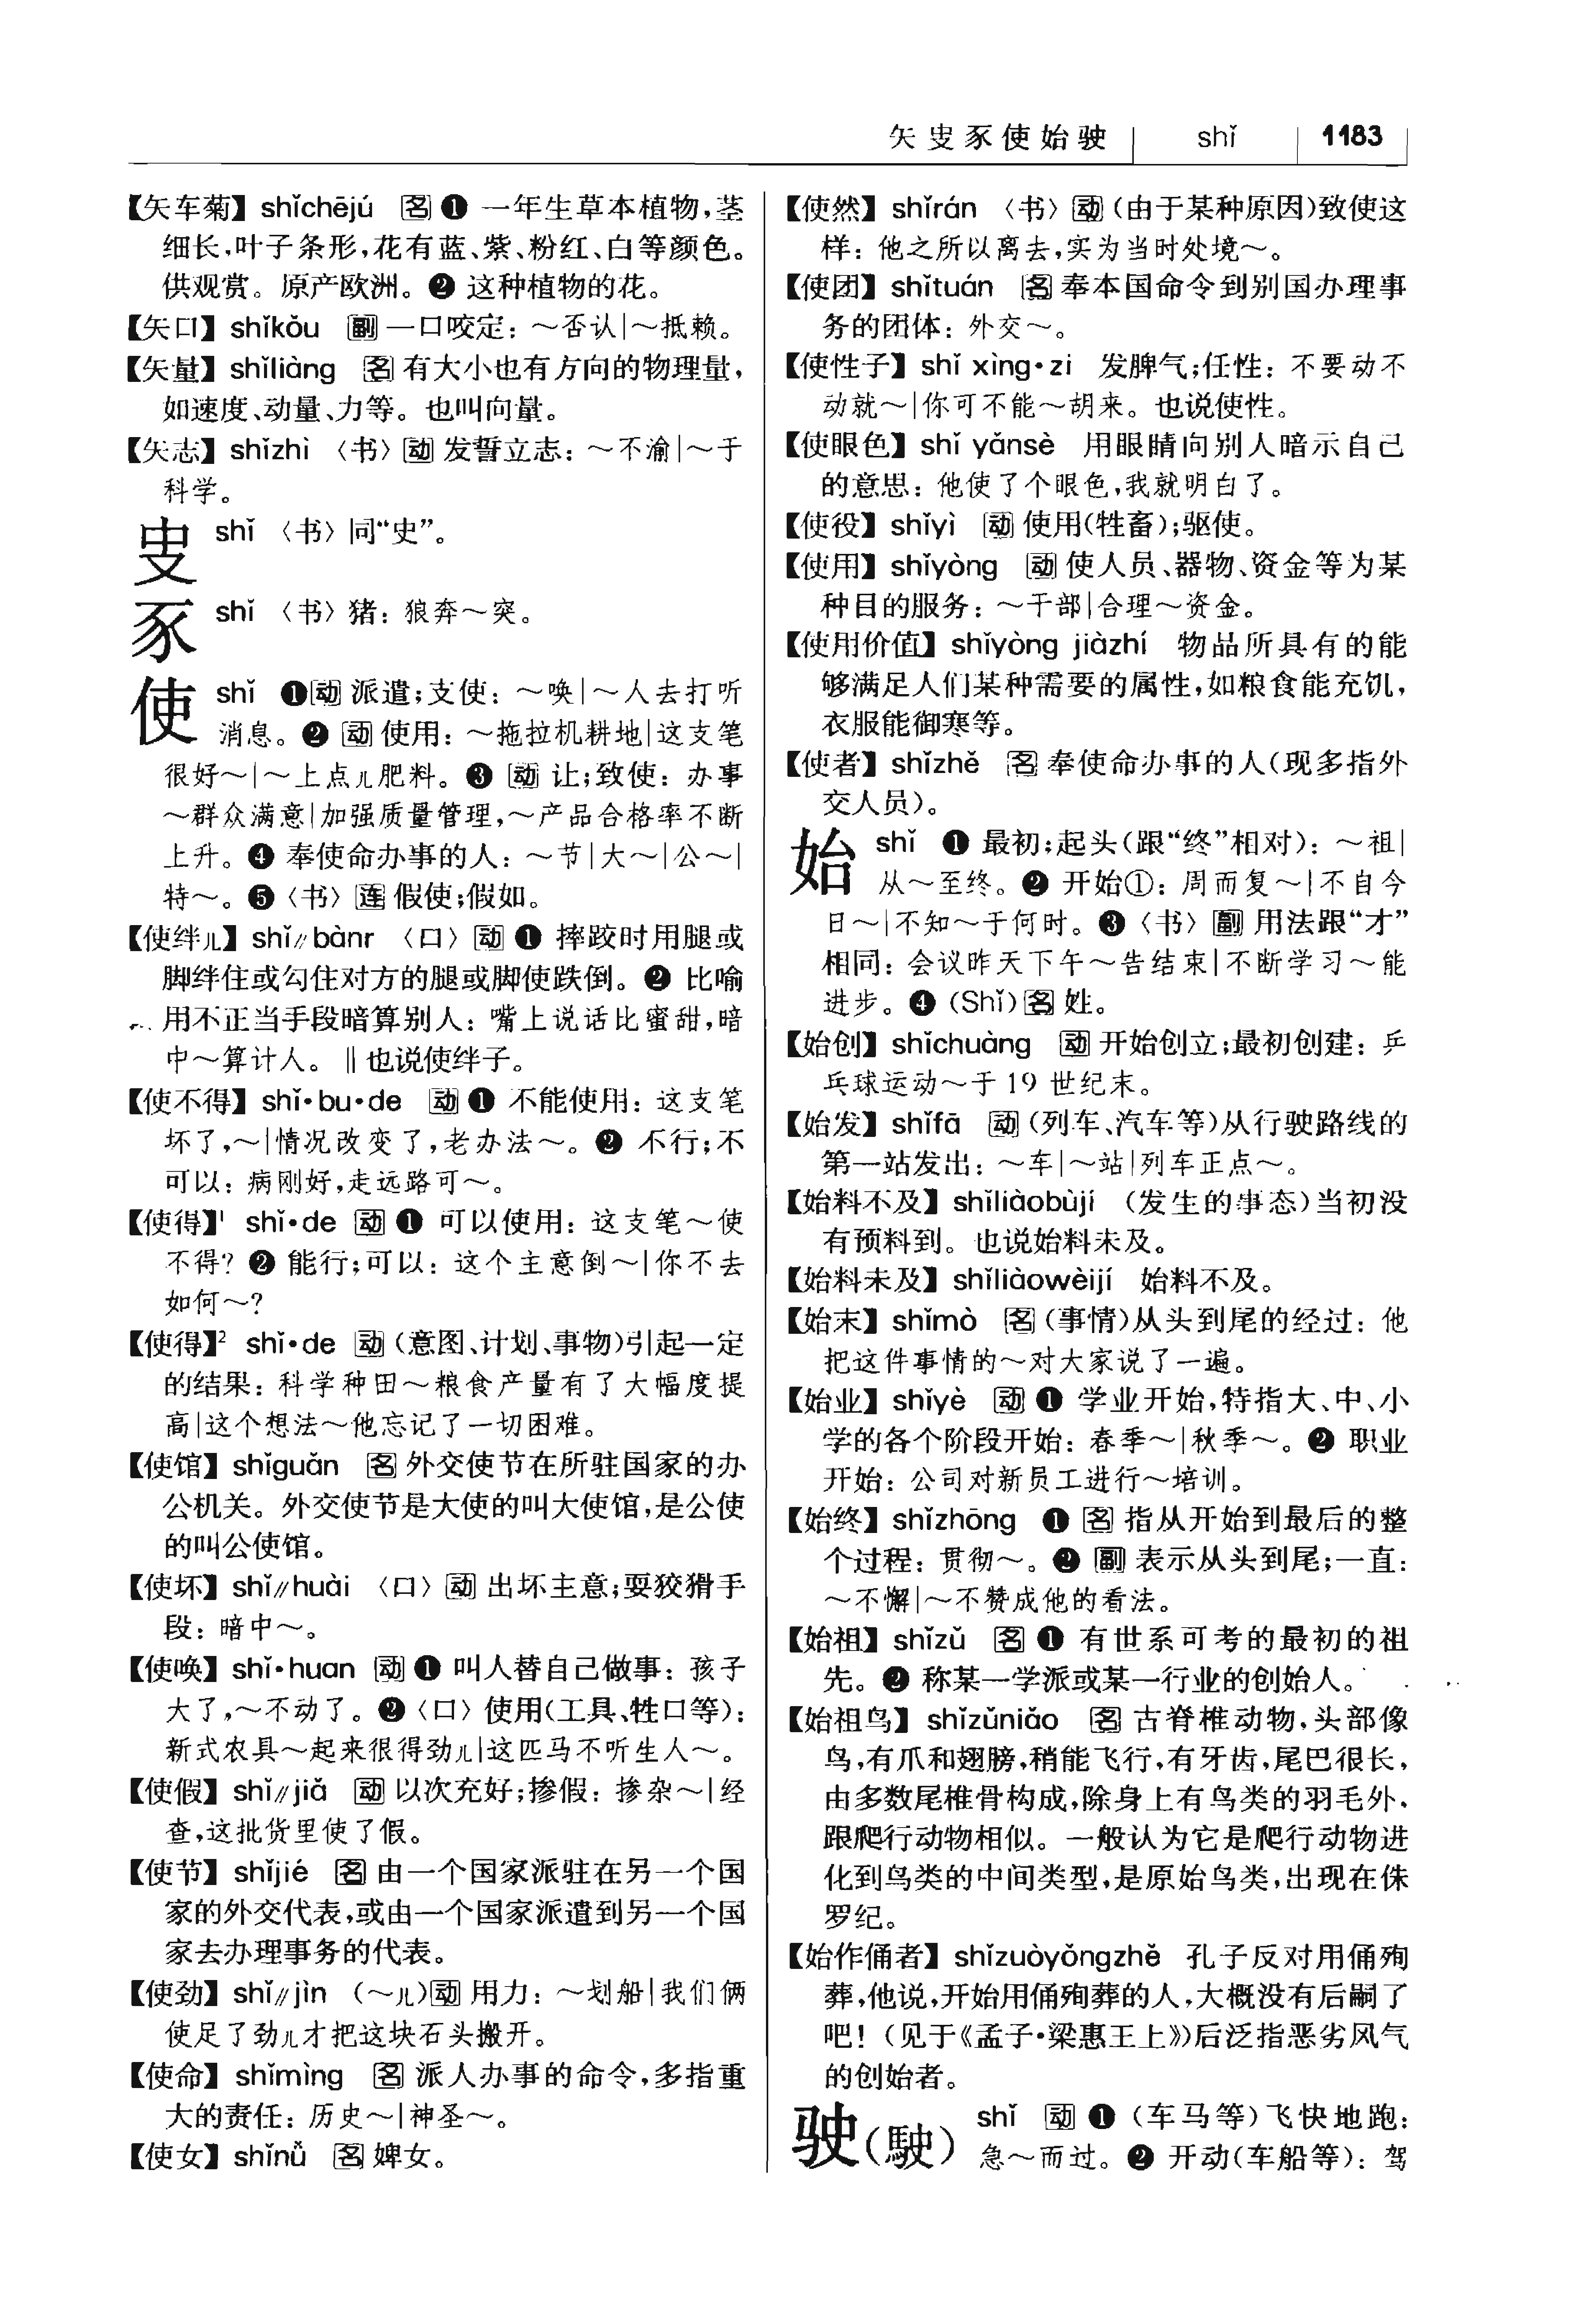 矢叓豕使始驶 shǐ 1183
【矢车菊】 shǐchējú 名 ❶ 一年生草本植物，茎
细长，叶子条形，花有蓝、紫、粉红、白等颜色。
供观赏。原产欧洲。❷ 这种植物的花。
【矢口】 shǐkǒu 副 一口咬定：～否认|～抵赖。
【矢量】 shǐliàng 名 有大小也有方向的物理量，
如速度、动量、力等。也叫向量。
【矢志】 shǐzhì 〈书〉动 发誓立志：～不渝|～于
科学。
叓 shǐ 〈书〉同“史”。
豕 shǐ 〈书〉猪：狼奔～突。
使 shǐ ❶动 派遣；支使：～唤|～人去打听
消息。❷ 动 使用：～拖拉机耕地|这支笔
很好～|～上点儿肥料。❸ 动 让；致使：办事
～群众满意|加强质量管理，～产品合格率不断
上升。❹ 奉使命办事的人：～节|大～|公～|
特～。❺〈书〉连 假使；假如。
【使绊儿】 shǐ∥bànr 〈口〉动 ❶ 摔跤时用腿或
脚绊住或勾住对方的腿或脚使跌倒。❷ 比喻
用不正当手段暗算别人：嘴上说话比蜜甜，暗
中～算计人。‖也说使绊子。
【使不得】 shǐ•bu•de 动 ❶ 不能使用：这支笔
坏了，～|情况改变了，老办法～。❷ 不行；不
可以：病刚好，走远路可～。
【使得】¹ shǐ•de 动 ❶ 可以使用：这支笔～使
不得？❷ 能行；可以：这个主意倒～|你不去
如何～？
【使得】² shǐ•de 动（意图、计划、事物）引起一定
的结果：科学种田～粮食产量有了大幅度提
高|这个想法～他忘记了一切困难。
【使馆】 shǐguǎn 名 外交使节在所驻国家的办
公机关。外交使节是大使的叫大使馆，是公使
的叫公使馆。
【使坏】 shǐ∥huài 〈口〉动 出坏主意；耍狡猾手
段：暗中～。
【使唤】 shǐ•huan 动 ❶ 叫人替自己做事：孩子
大了，～不动了。❷〈口〉使用（工具、牲口等）：
新式农具～起来很得劲儿|这匹马不听生人～。
【使假】 shǐ∥jiǎ 动 以次充好；掺假：掺杂～|经
查，这批货里使了假。
【使节】 shǐjié 名 由一个国家派驻在另一个国
家的外交代表，或由一个国家派遣到另一个国
家去办理事务的代表。
【使劲】 shǐ∥jìn （～儿）动 用力：～划船|我们俩
使足了劲儿才把这块石头搬开。
【使命】 shǐmìng 名 派人办事的命令，多指重
大的责任：历史～|神圣～。
【使女】 shǐnǚ 名 婢女。
【使然】 shǐrán 〈书〉动（由于某种原因）致使这
样：他之所以离去，实为当时处境～。
【使团】 shǐtuán 名 奉本国命令到别国办理事
务的团体：外交～。
【使性子】 shǐ xìng•zi 发脾气；任性：不要动不
动就～|你可不能～胡来。也说使性。
【使眼色】 shǐ yǎnsè 用眼睛向别人暗示自己
的意思：他使了个眼色，我就明白了。
【使役】 shǐyì 动 使用（牲畜）；驱使。
【使用】 shǐyòng 动 使人员、器物、资金等为某
种目的服务：～干部|合理～资金。
【使用价值】 shǐyòng jiàzhí 物品所具有的能
够满足人们某种需要的属性，如粮食能充饥，
衣服能御寒等。
【使者】 shǐzhě 名 奉使命办事的人（现多指外
交人员）。
始 shǐ ❶ 最初；起头（跟“终”相对）：～祖|
从～至终。❷ 开始①：周而复～|不自今
日～|不知～于何时。❸〈书〉副 用法跟“才”
相同：会议昨天下午～告结束|不断学习～能
进步。❹（Shǐ）名 姓。
【始创】 shǐchuàng 动 开始创立；最初创建：乒
乓球运动～于 19 世纪末。
【始发】 shǐfā 动（列车、汽车等）从行驶路线的
第一站发出：～车|～站|列车正点～。
【始料不及】 shǐliàobùjí （发生的事态）当初没
有预料到。也说始料未及。
【始料未及】 shǐliàowèijí 始料不及。
【始末】 shǐmò 名（事情）从头到尾的经过：他
把这件事情的～对大家说了一遍。
【始业】 shǐyè 动 ❶ 学业开始，特指大、中、小
学的各个阶段开始：春季～|秋季～。❷ 职业
开始：公司对新员工进行～培训。
【始终】 shǐzhōng ❶ 名 指从开始到最后的整
个过程：贯彻～。❷ 副 表示从头到尾；一直：
～不懈|～不赞成他的看法。
【始祖】 shǐzǔ 名 ❶ 有世系可考的最初的祖
先。❷ 称某一学派或某一行业的创始人。
【始祖鸟】 shǐzǔniǎo 名 古脊椎动物，头部像
鸟，有爪和翅膀，稍能飞行，有牙齿，尾巴很长，
由多数尾椎骨构成，除身上有鸟类的羽毛外，
跟爬行动物相似。一般认为它是爬行动物进
化到鸟类的中间类型，是原始鸟类，出现在侏
罗纪。
【始作俑者】 shǐzuòyǒngzhě 孔子反对用俑殉
葬，他说，开始用俑殉葬的人，大概没有后嗣了
吧！（见于《孟子•梁惠王上》）后泛指恶劣风气
的创始者。
驶（駛） shǐ 动 ❶（车马等）飞快地跑：
急～而过。❷ 开动（车船等）：驾